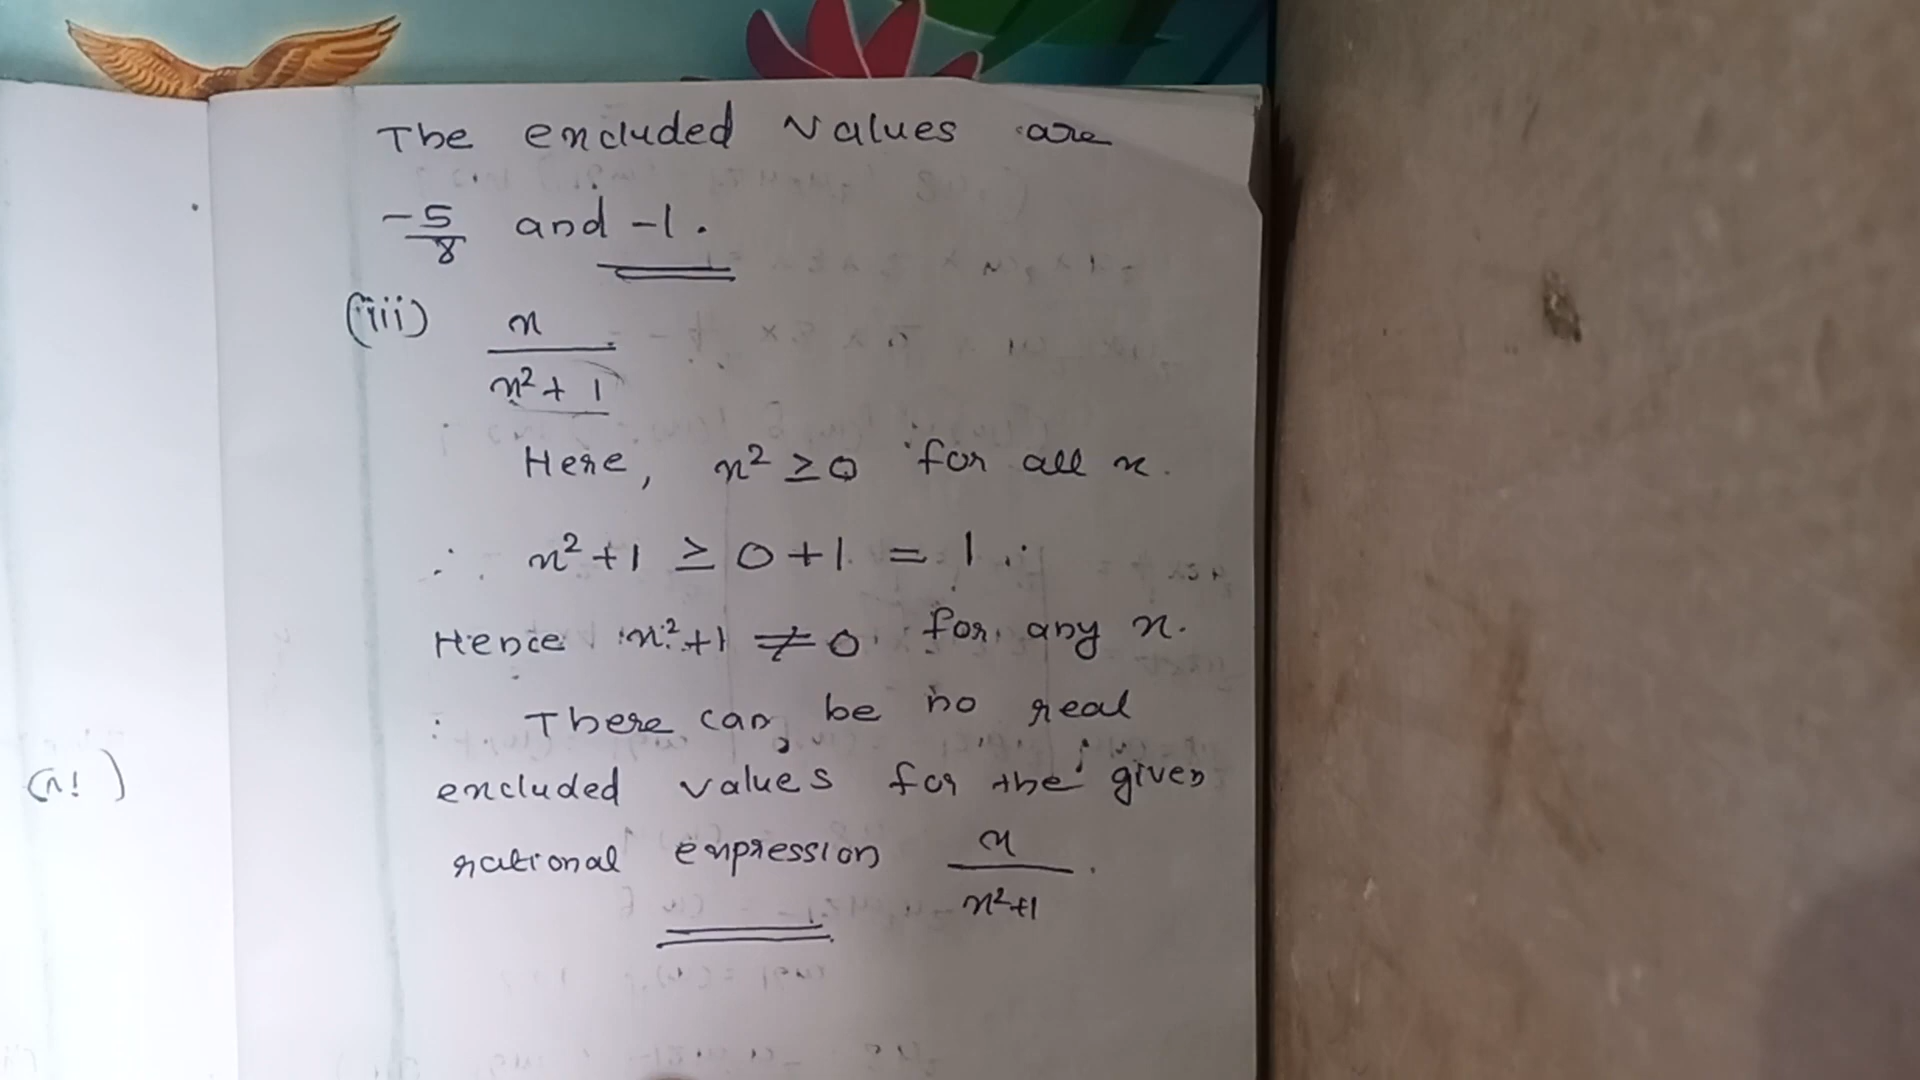 The excluded values are
-5/8 and -1.
(iii) x/(x²+1)
Here, x² ≥ 0 for all x.
∴ x²+1 ≥ 0+1 = 1.
Hence x²+1 ≠ 0 for any x.
There can be no real
excluded values for the given
rational expression x/(x²+1).